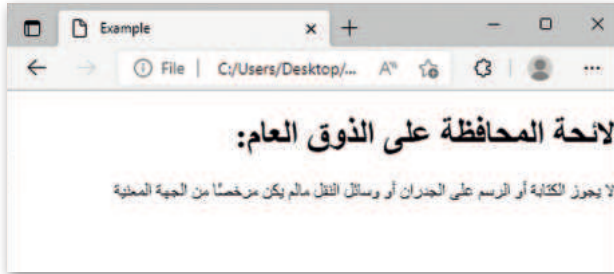 Example
File | C:/Users/Desktop/...
لائحة المحافظة على الذوق العام:
لا يجوز الكتابة أو الرسم على الجدران أو وسائل النقل مالم يكن مرخصًا من الجهة المعنية